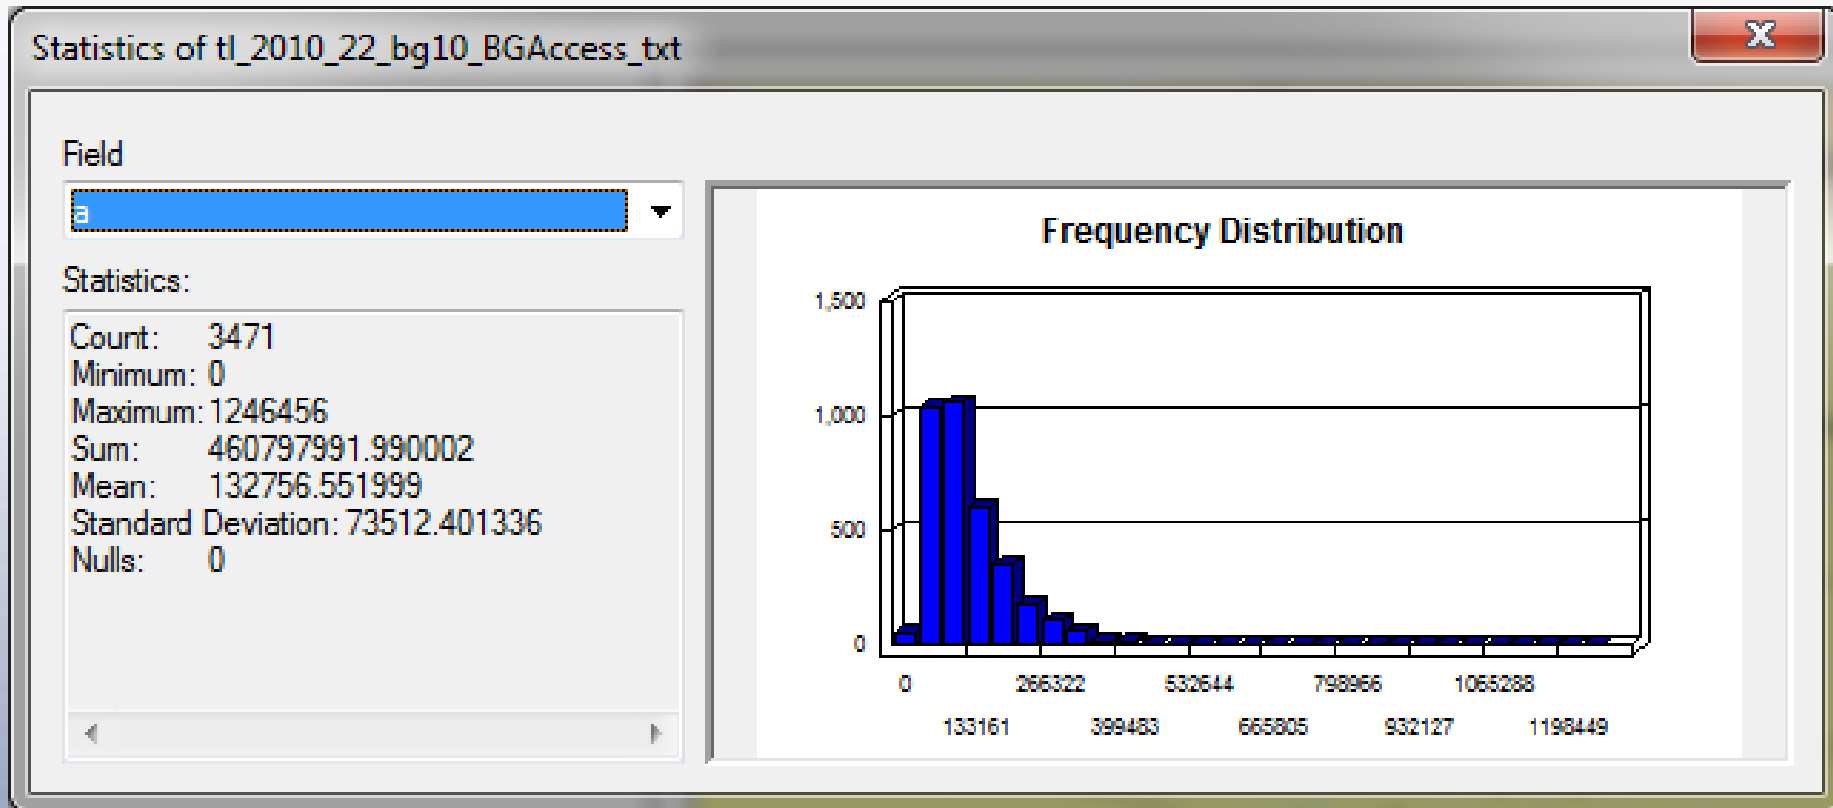 Statistics of tl_2010_22_bg10_BGAccess_txt
Field
a
Statistics:
Count: 3471
Minimum: 0
Maximum: 1246456
Sum: 460797991.990002
Mean: 132756.551999
Standard Deviation: 73512.401336
Nulls: 0
Frequency Distribution
1,500
1,000
500
0
0 266322 532644 798966 1065288
133161 399483 665805 932127 1198449